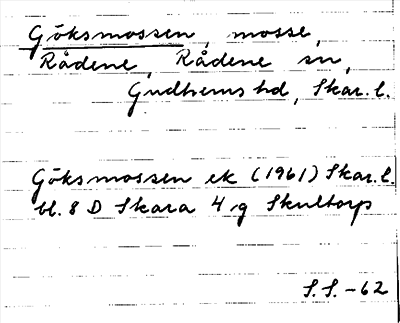 Göksmossen, mosse,
Rådene, Rådene sn,
Gudhems hd, Skar. l.
Göksmossen ek (1961) Skar. l.
bl. 8 D Skara 4 g Skultorp
S.S. -62